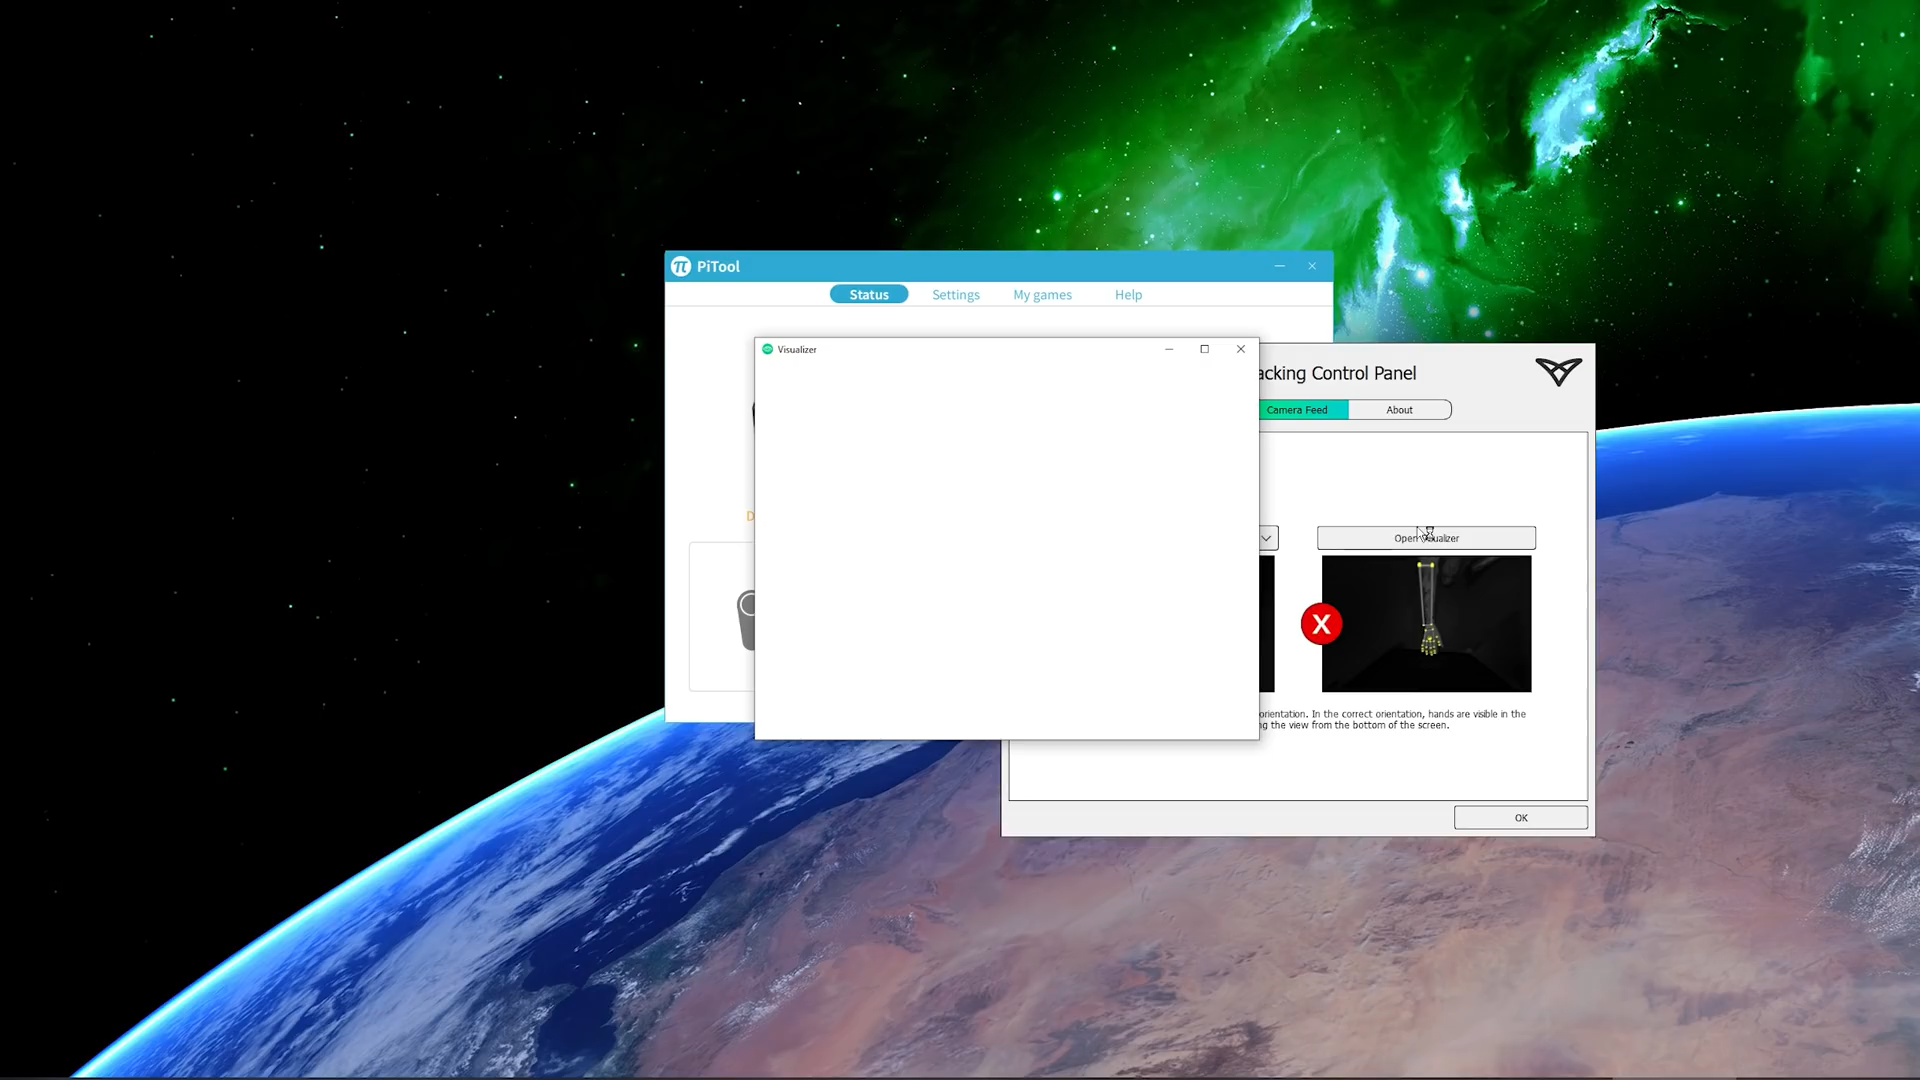 PiTool
Status Settings My games Help
Visualizer
acking Control Panel
Camera Feed About
D
Open Visualizer
X
orientation. In the correct orientation, hands are visible in the
g the view from the bottom of the screen.
OK